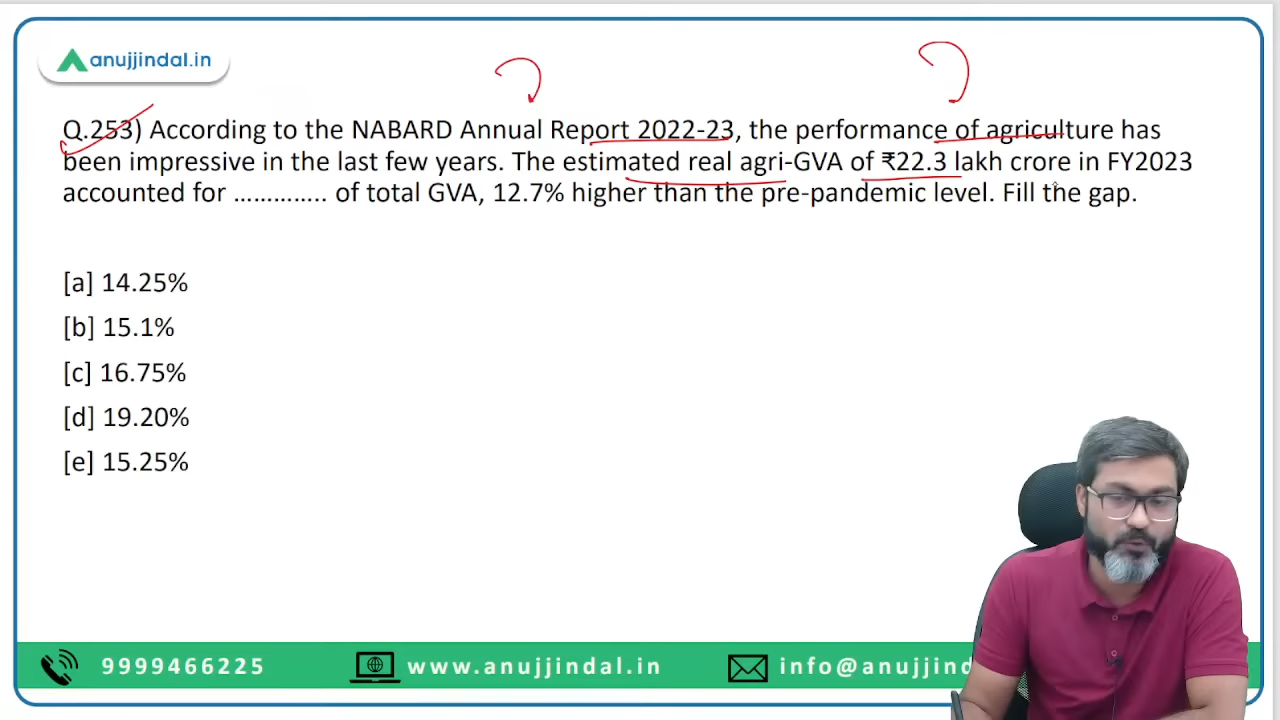 anujjindal.in
Q.253) According to the NABARD Annual Report 2022-23, the performance of agriculture has
been impressive in the last few years. The estimated real agri-GVA of ₹22.3 lakh crore in FY2023
accounted for ………….. of total GVA, 12.7% higher than the pre-pandemic level. Fill the gap.
[a] 14.25%
[b] 15.1%
[c] 16.75%
[d] 19.20%
[e] 15.25%
9999466225 www.anujjindal.in info@anujjind